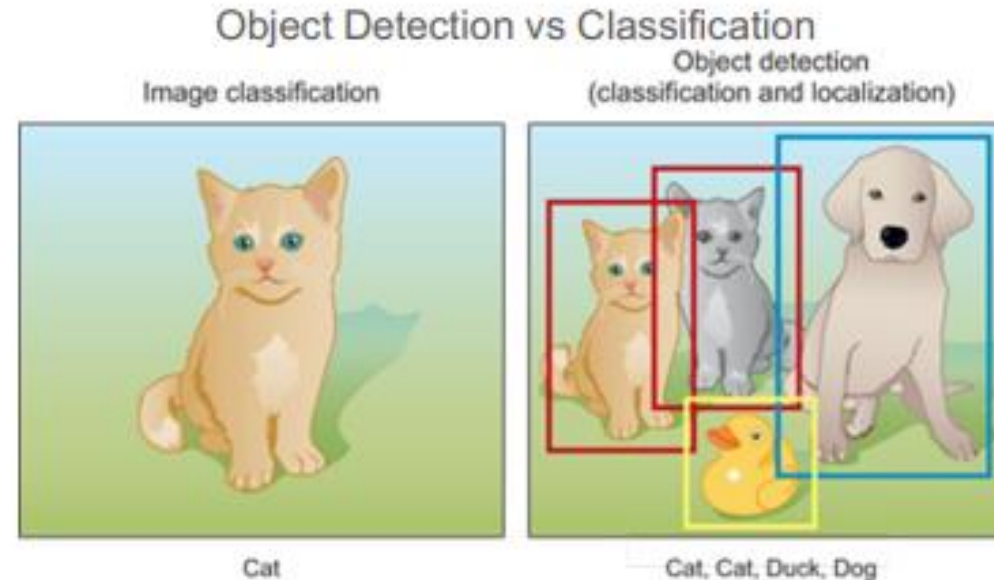 Object Detection vs Classification
Image classification
Object detection
(classification and localization)
Cat
Cat, Cat, Duck, Dog